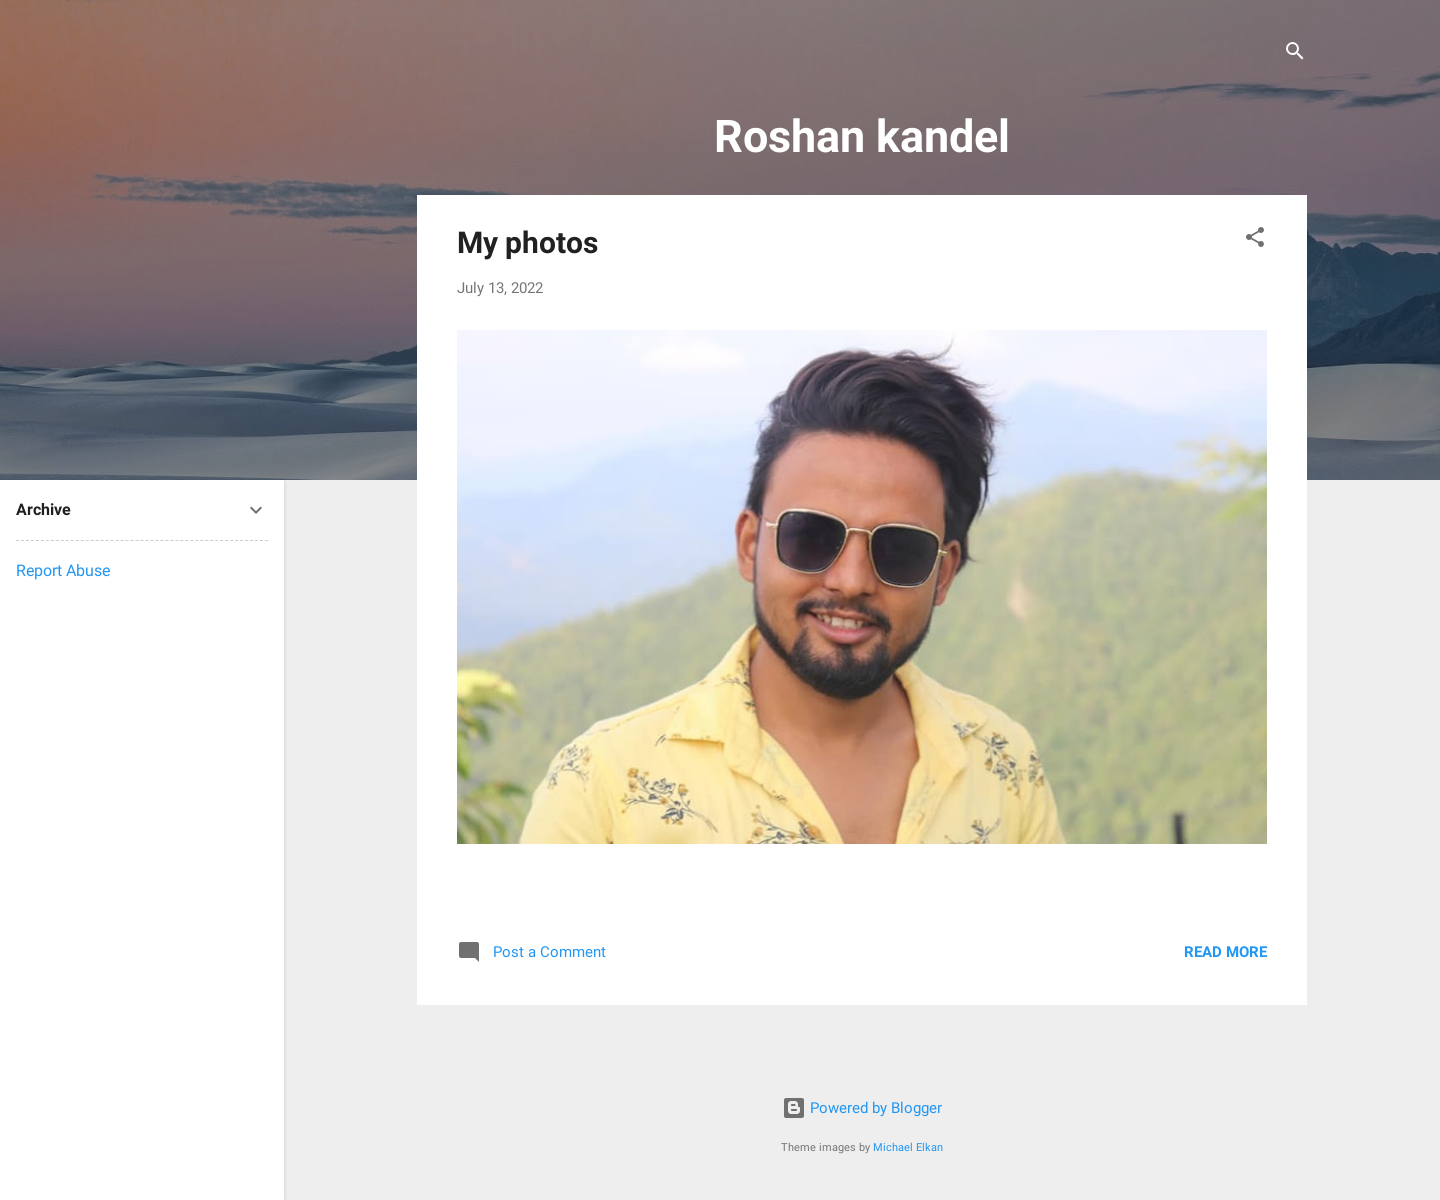 Roshan kandel
My photos
July 13, 2022
Archive
Report Abuse
Post a Comment
READ MORE
Powered by Blogger
Theme images by Michael Elkan